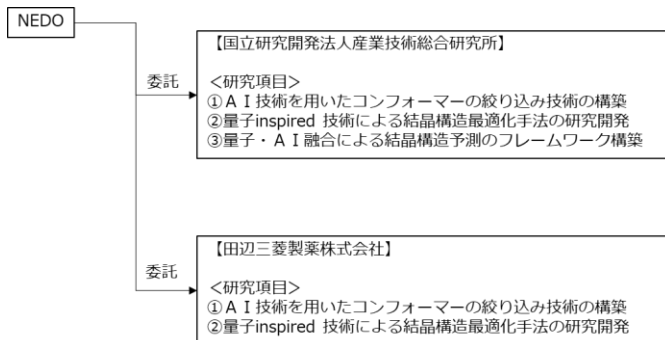 NEDO
【国立研究開発法人産業技術総合研究所】
委託
<研究項目>
①ＡＩ技術を用いたコンフォーマーの絞り込み技術の構築
②量子inspired 技術による結晶構造最適化手法の研究開発
③量子・ＡＩ融合による結晶構造予測のフレームワーク構築
【田辺三菱製薬株式会社】
委託
<研究項目>
①ＡＩ技術を用いたコンフォーマーの絞り込み技術の構築
②量子inspired 技術による結晶構造最適化手法の研究開発